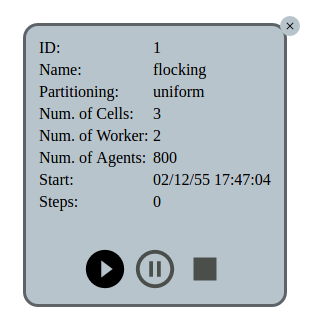 ID: 1
Name: flocking
Partitioning: uniform
Num. of Cells: 3
Num. of Worker: 2
Num. of Agents: 800
Start: 02/12/55 17:47:04
Steps: 0